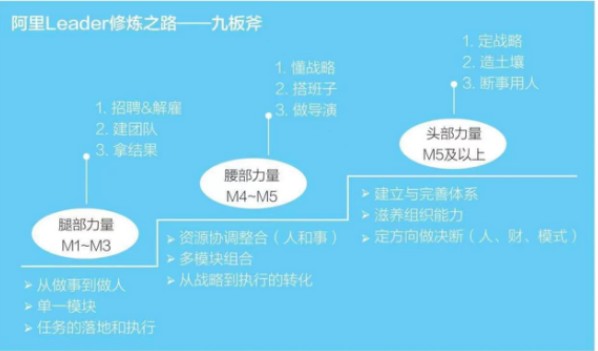 阿里Leader修炼之路——九板斧
1. 招聘&解雇
2. 建团队
3. 拿结果
腿部力量
M1~M3
从做事到做人
单一模块
任务的落地和执行
1. 懂战略
2. 搭班子
3. 做导演
腰部力量
M4~M5
资源协调整合（人和事）
多模块组合
从战略到执行的转化
1. 定战略
2. 造土壤
3. 断事用人
头部力量
M5及以上
建立与完善体系
滋养组织能力
定方向做决断（人、财、模式）